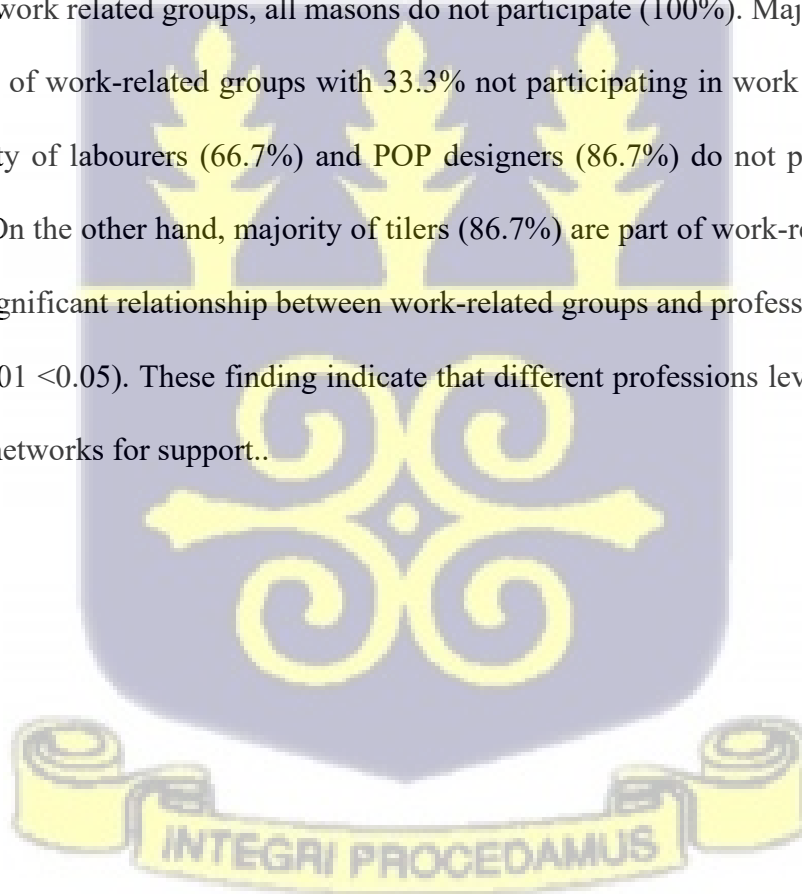 work related groups, all masons do not participate (100%). Maj
of work-related groups with 33.3% not participating in work
ty of labourers (66.7%) and POP designers (86.7%) do not p
On the other hand, majority of tilers (86.7%) are part of work-r
gnificant relationship between work-related groups and profess
01 <0.05). These finding indicate that different professions lev
networks for support..
INTEGRI PROCEDAMUS